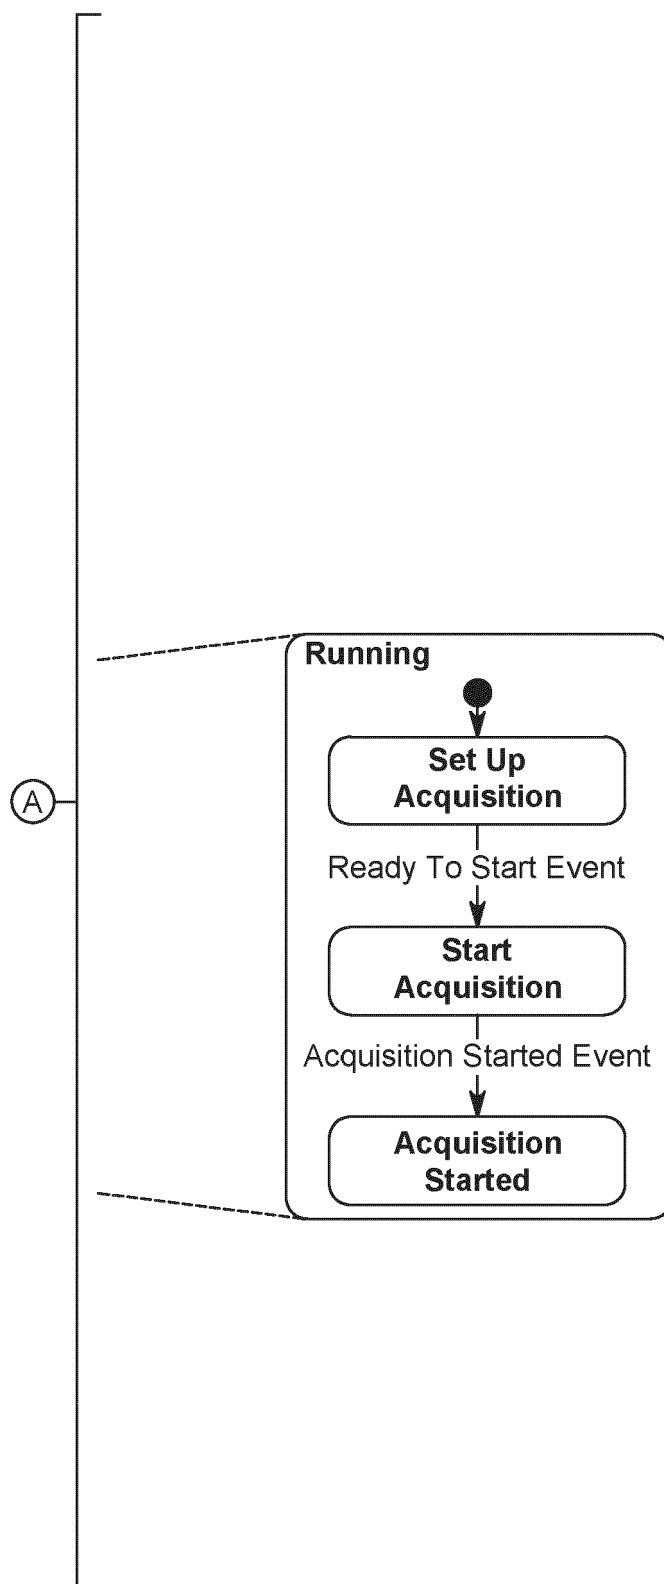 Running
Set Up
Acquisition
A
Ready To Start Event
Start
Acquisition
Acquisition Started Event
Acquisition
Started